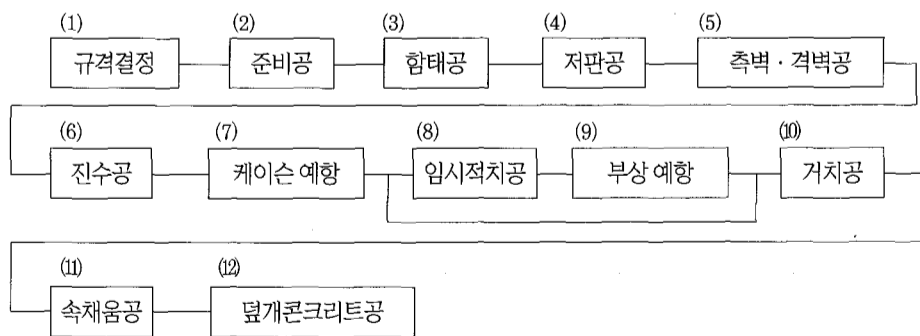 (1) (2) (3) (4) (5)
규격결정 준비공 함태공 저판공 측벽 · 격벽공
(6) (7) (8) (9) (10)
진수공 케이슨 예항 임시적치공 부상 예항 거치공
(11) (12)
속채움공 덮개콘크리트공